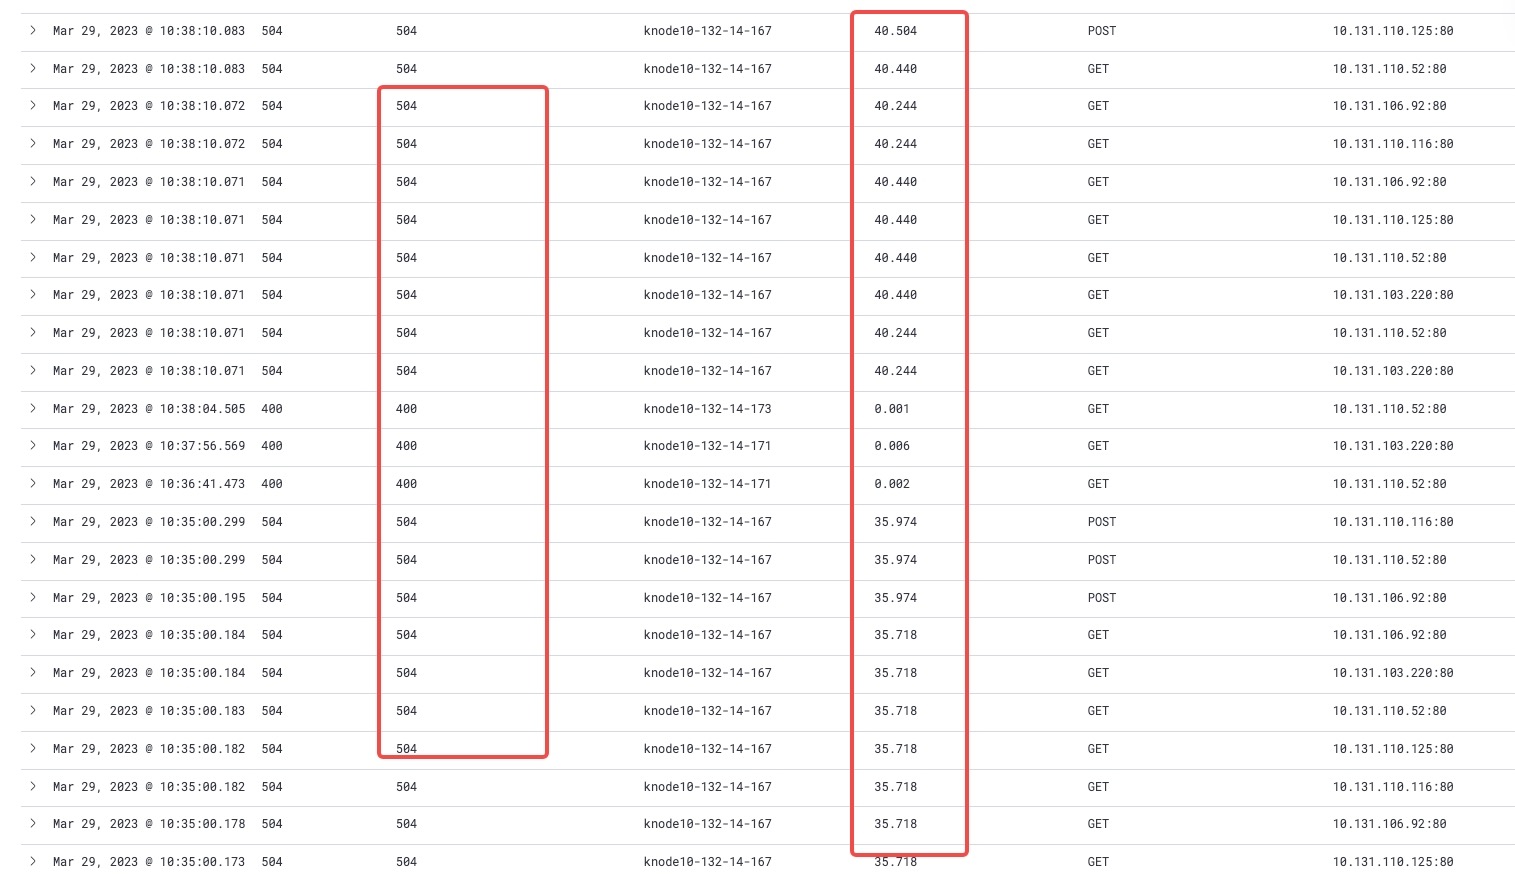 Mar 29, 2023 @ 10:38:10.083 504 504 knode10-132-14-167 40.504 POST 10.131.110.125:80
Mar 29, 2023 @ 10:38:10.083 504 504 knode10-132-14-167 40.440 GET 10.131.110.52:80
Mar 29, 2023 @ 10:38:10.072 504 504 knode10-132-14-167 40.244 GET 10.131.106.92:80
Mar 29, 2023 @ 10:38:10.072 504 504 knode10-132-14-167 40.244 GET 10.131.110.116:80
Mar 29, 2023 @ 10:38:10.071 504 504 knode10-132-14-167 40.440 GET 10.131.106.92:80
Mar 29, 2023 @ 10:38:10.071 504 504 knode10-132-14-167 40.440 GET 10.131.110.125:80
Mar 29, 2023 @ 10:38:10.071 504 504 knode10-132-14-167 40.440 GET 10.131.110.52:80
Mar 29, 2023 @ 10:38:10.071 504 504 knode10-132-14-167 40.440 GET 10.131.103.220:80
Mar 29, 2023 @ 10:38:10.071 504 504 knode10-132-14-167 40.244 GET 10.131.110.52:80
Mar 29, 2023 @ 10:38:10.071 504 504 knode10-132-14-167 40.244 GET 10.131.103.220:80
Mar 29, 2023 @ 10:38:04.505 400 400 knode10-132-14-173 0.001 GET 10.131.110.52:80
Mar 29, 2023 @ 10:37:56.569 400 400 knode10-132-14-171 0.006 GET 10.131.103.220:80
Mar 29, 2023 @ 10:36:41.473 400 400 knode10-132-14-171 0.002 GET 10.131.110.52:80
Mar 29, 2023 @ 10:35:00.299 504 504 knode10-132-14-167 35.974 POST 10.131.110.116:80
Mar 29, 2023 @ 10:35:00.299 504 504 knode10-132-14-167 35.974 POST 10.131.110.52:80
Mar 29, 2023 @ 10:35:00.195 504 504 knode10-132-14-167 35.974 POST 10.131.106.92:80
Mar 29, 2023 @ 10:35:00.184 504 504 knode10-132-14-167 35.718 GET 10.131.106.92:80
Mar 29, 2023 @ 10:35:00.184 504 504 knode10-132-14-167 35.718 GET 10.131.103.220:80
Mar 29, 2023 @ 10:35:00.183 504 504 knode10-132-14-167 35.718 GET 10.131.110.52:80
Mar 29, 2023 @ 10:35:00.182 504 504 knode10-132-14-167 35.718 GET 10.131.110.125:80
Mar 29, 2023 @ 10:35:00.182 504 504 knode10-132-14-167 35.718 GET 10.131.110.116:80
Mar 29, 2023 @ 10:35:00.178 504 504 knode10-132-14-167 35.718 GET 10.131.106.92:80
Mar 29, 2023 @ 10:35:00.173 504 504 knode10-132-14-167 35.718 GET 10.131.110.125:80